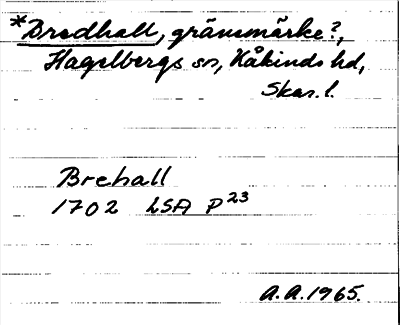 *Bredhall, gränsmärke?,
Hagelbergs sn, Kåkinds hd,
Skar. l.
Brehall
1702 LSA P23
A.A. 1965.